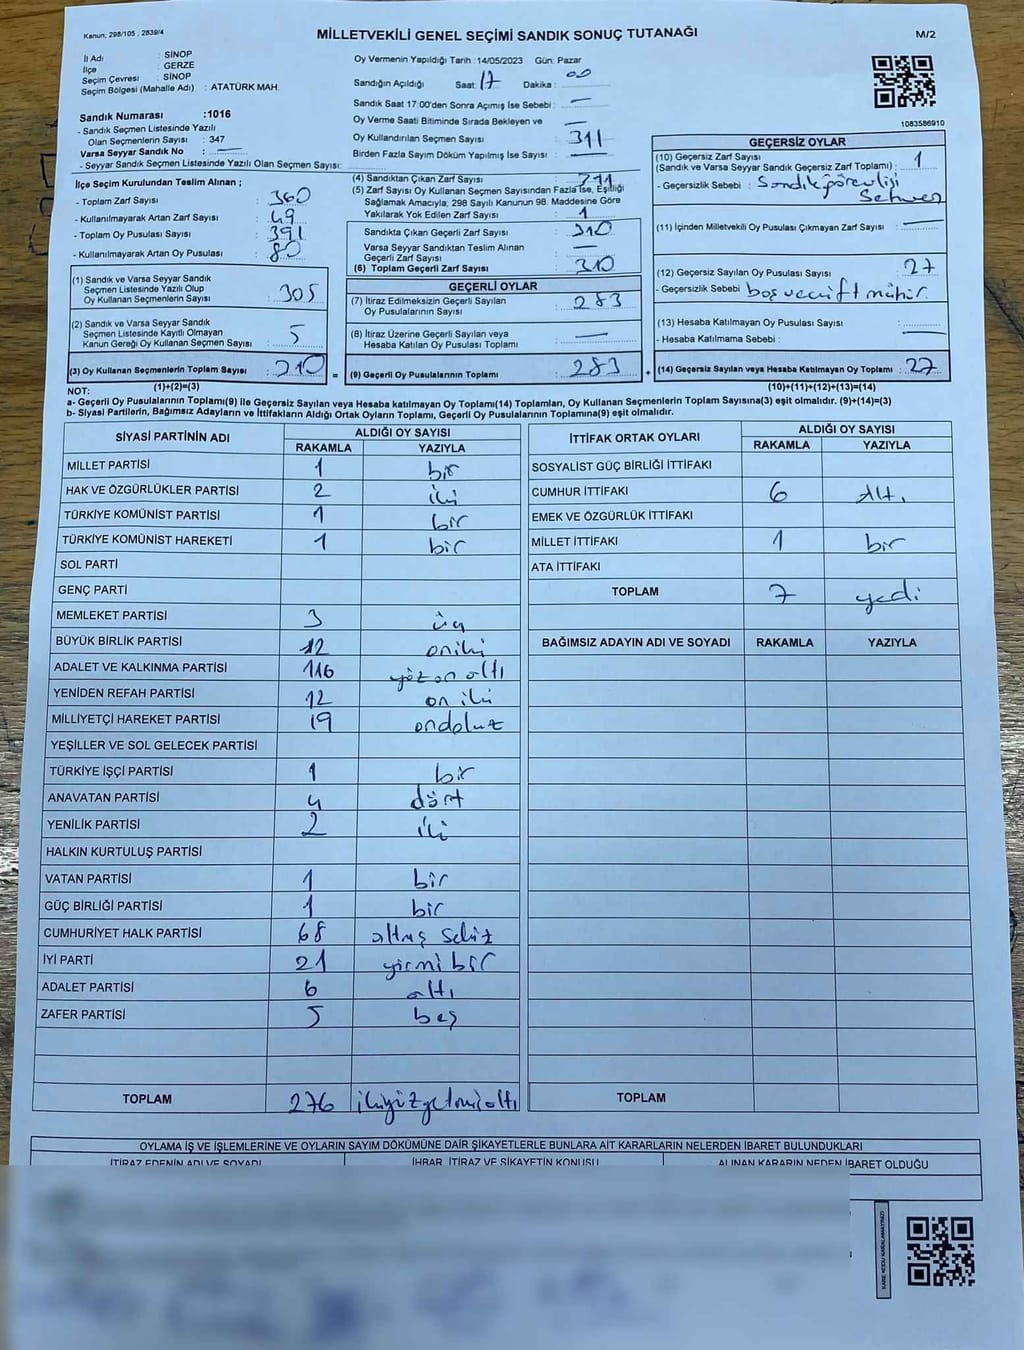 Kanun; 298/105 , 2839/4
MİLLETVEKİLİ GENEL SEÇİMİ SANDIK SONUÇ TUTANAĞI
M/2
İl Adı : SİNOP
İlçe : GERZE
Seçim Çevresi : SİNOP
Seçim Bölgesi (Mahalle Adı) : ATATÜRK MAH.
Sandık Numarası :1016
- Sandık Seçmen Listesinde Yazılı
Olan Seçmenlerin Sayısı : 347
Varsa Seyyar Sandık No :
- Seyyar Sandık Seçmen Listesinde Yazılı Olan Seçmen Sayısı:
Oy Vermenin Yapıldığı Tarih :14/05/2023 Gün: Pazar
Sandığın Açıldığı Saat: 17 Dakika : 00
Sandık Saat 17:00'den Sonra Açımış İse Sebebi : —
Oy Verme Saati Bitiminde Sırada Bekleyen ve —
Oy Kullandırılan Seçmen Sayısı 311
Birden Fazla Sayım Döküm Yapılmış İse Sayısı : —
1083586910
İlçe Seçim Kurulundan Teslim Alınan ;
- Toplam Zarf Sayısı : 360
- Kullanılmayarak Artan Zarf Sayısı : 49
- Toplam Oy Pusulası Sayısı : 391
- Kullanılmayarak Artan Oy Pusulası : 80
(1) Sandık ve Varsa Seyyar Sandık
Seçmen Listesinde Yazılı Olup
Oy Kullanan Seçmenlerin Sayısı : 305
(2) Sandık ve Varsa Seyyar Sandık
Seçmen Listesinde Kayıtlı Olmayan
Kanun Gereği Oy Kullanan Seçmen Sayısı : 5
(3) Oy Kullanan Seçmenlerin Toplam Sayısı : 310
(1)+(2)=(3)
(4) Sandıktan Çıkan Zarf Sayısı : 311
(5) Zarf Sayısı Oy Kullanan Seçmen Sayısından Fazla İse, Eşitliği
Sağlamak Amacıyla; 298 Sayılı Kanunun 98. Maddesine Göre
Yakılarak Yok Edilen Zarf Sayısı : 1
Sandıkta Çıkan Geçerli Zarf Sayısı : 310
Varsa Seyyar Sandıktan Teslim Alınan
Geçerli Zarf Sayısı : —
(6) Toplam Geçerli Zarf Sayısı : 310
GEÇERLİ OYLAR
(7) İtiraz Edilmeksizin Geçerli Sayılan
Oy Pusulalarının Sayısı : 283
(8) İtiraz Üzerine Geçerli Sayılan veya
Hesaba Katılan Oy Pusulası Toplamı : —
= (9) Geçerli Oy Pusulalarının Toplamı : 283
GEÇERSİZ OYLAR
(10) Geçersiz Zarf Sayısı
(Sandık ve Varsa Seyyar Sandık Geçersiz Zarf Toplamı) : 1
- Geçersizlik Sebebi : Sandık görevlisi
Sehven
(11) İçinden Milletvekili Oy Pusulası Çıkmayan Zarf Sayısı : —
(12) Geçersiz Sayılan Oy Pusulası Sayısı : 27
- Geçersizlik Sebebi : boş ve çift mühür.
(13) Hesaba Katılmayan Oy Pusulası Sayısı : —
- Hesaba Katılmama Sebebi : —
+ (14) Geçersiz Sayılan veya Hesaba Katılmayan Oy Toplamı : 27
(10)+(11)+(12)+(13)=(14)
NOT:
a- Geçerli Oy Pusulalarının Toplamı(9) ile Geçersiz Sayılan veya Hesaba katılmayan Oy Toplamı(14) Toplamları, Oy Kullanan Seçmenlerin Toplam Sayısına(3) eşit olmalıdır. (9)+(14)=(3)
b- Siyasi Partilerin, Bağımsız Adayların ve İttifakların Aldığı Ortak Oyların Toplamı, Geçerli Oy Pusulalarının Toplamına(9) eşit olmalıdır.
SİYASİ PARTİNİN ADI ALDIĞI OY SAYISI
RAKAMLA YAZIYLA
MİLLET PARTİSİ 1 bir
HAK VE ÖZGÜRLÜKLER PARTİSİ 2 iki
TÜRKİYE KOMÜNİST PARTİSİ 1 bir
TÜRKİYE KOMÜNİST HAREKETİ 1 bir
SOL PARTİ
GENÇ PARTİ
MEMLEKET PARTİSİ 3 üç
BÜYÜK BİRLİK PARTİSİ 12 oniki
ADALET VE KALKINMA PARTİSİ 116 yüz on altı
YENİDEN REFAH PARTİSİ 12 on iki
MİLLİYETÇİ HAREKET PARTİSİ 19 ondokuz
YEŞİLLER VE SOL GELECEK PARTİSİ
TÜRKİYE İŞÇİ PARTİSİ 1 bir
ANAVATAN PARTİSİ 4 dört
YENİLİK PARTİSİ 2 iki
HALKIN KURTULUŞ PARTİSİ
VATAN PARTİSİ 1 bir
GÜÇ BİRLİĞİ PARTİSİ 1 bir
CUMHURİYET HALK PARTİSİ 68 altmış sekiz
İYİ PARTİ 21 yirmi bir
ADALET PARTİSİ 6 altı
ZAFER PARTİSİ 5 beş
TOPLAM 276 ikiyüzyetmişaltı
İTTİFAK ORTAK OYLARI ALDIĞI OY SAYISI
RAKAMLA YAZIYLA
SOSYALİST GÜÇ BİRLİĞİ İTTİFAKI
CUMHUR İTTİFAKI 6 Altı
EMEK VE ÖZGÜRLÜK İTTİFAKI
MİLLET İTTİFAKI 1 bir
ATA İTTİFAKI
TOPLAM 7 yedi
BAĞIMSIZ ADAYIN ADI VE SOYADI RAKAMLA YAZIYLA
TOPLAM
OYLAMA İŞ VE İŞLEMLERİNE VE OYLARIN SAYIM DÖKÜMÜNE DAİR ŞİKAYETLERLE BUNLARA AİT KARARLARIN NELERDEN İBARET BULUNDUKLARI
İTİRAZ EDENİN ADI VE SOYADI İHBAR, İTİRAZ VE ŞİKAYETİN KONUSU ALINAN KARARIN NEDEN İBARET OLDUĞU